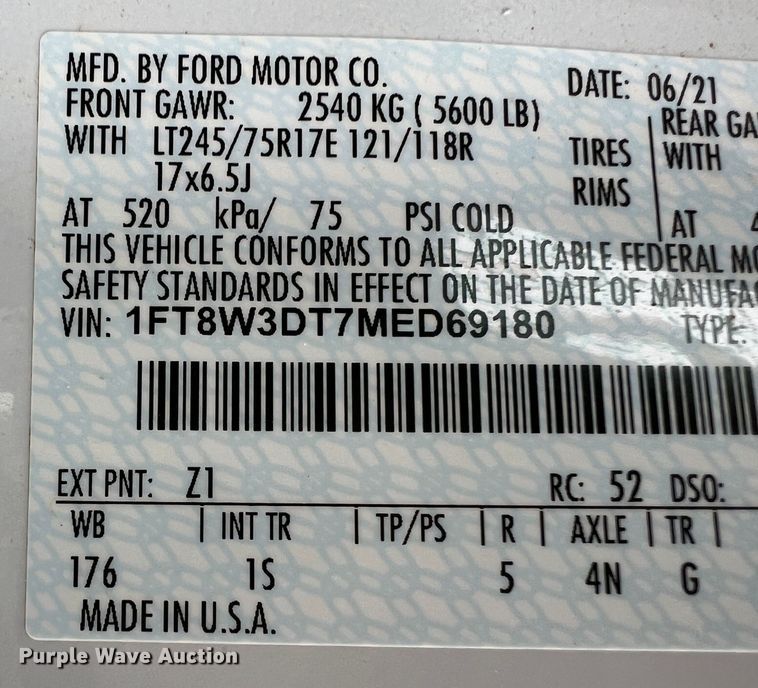 MFD. BY FORD MOTOR CO. DATE: 06/21
FRONT GAWR: 2540 KG ( 5600 LB) REAR
WITH LT245/75R17E 121/118R TIRES WITH
17x6.5J RIMS
AT 520 kPa/ 75 PSI COLD AT
THIS VEHICLE CONFORMS TO ALL APPLICABLE FEDERAL
SAFETY STANDARDS IN EFFECT ON THE DATE OF
VIN: 1FT8W3DT7MED69180 TYPE:
EXT PNT: Z1 RC: 52 DSO:
WB | INT TR | TP/PS | R | AXLE | TR |
176 1S 5 4N G
MADE IN U.S.A.
Purple Wave Auction